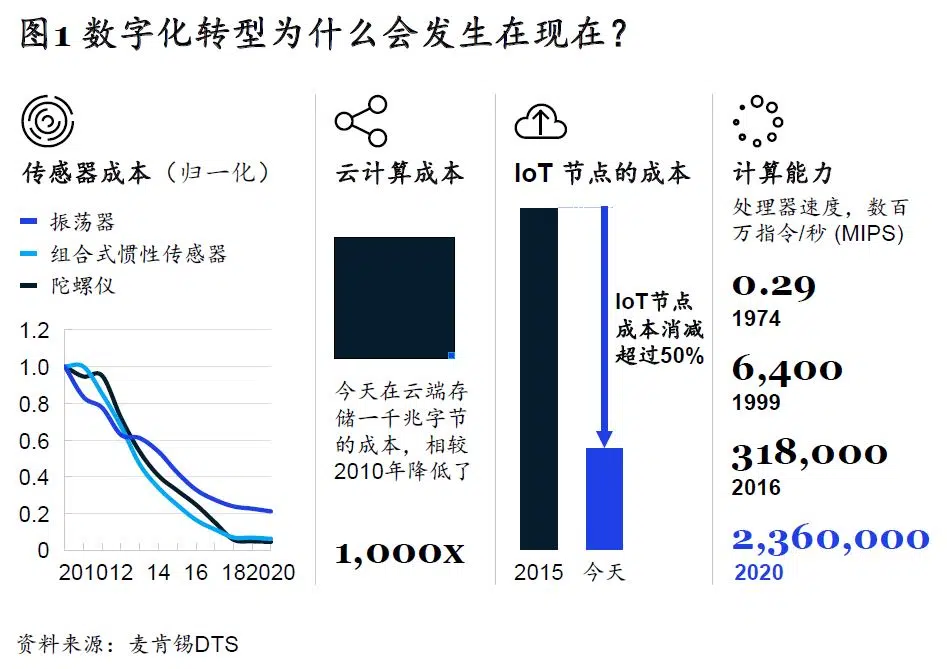 图1 数字化转型为什么会发生在现在？
传感器成本（归一化）
振荡器
组合式惯性传感器
陀螺仪
1.2
1.0
0.8
0.6
0.4
0.2
0
2010 12 14 16 18 2020
云计算成本
今天在云端存
储一千兆字节
的成本，相较
2010年降低了
1,000x
IoT 节点的成本
IoT节点
成本消减
超过50%
2015 今天
计算能力
处理器速度，数百
万指令/秒 (MIPS)
0.29
1974
6,400
1999
318,000
2016
2,360,000
2020
资料来源：麦肯锡DTS